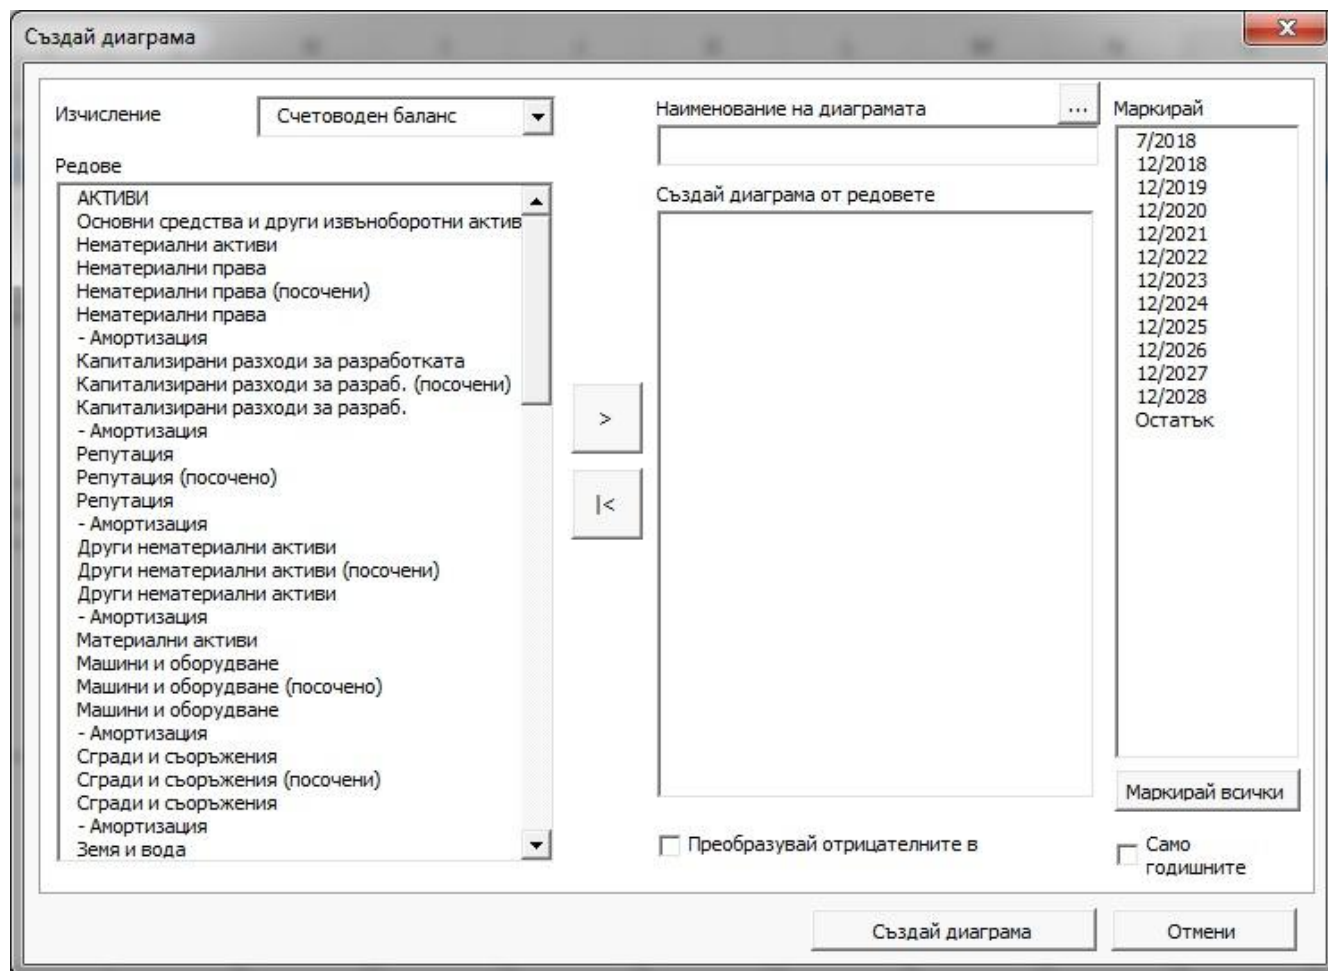 Създай диаграма
Изчисление
Счетоводен баланс
Редове
АКТИВИ
Основни средства и други извъноборотни актив
Нематериални активи
Нематериални права
Нематериални права (посочени)
Нематериални права
- Амортизация
Капитализирани разходи за разработката
Капитализирани разходи за разраб. (посочени)
Капитализирани разходи за разраб.
- Амортизация
Репутация
Репутация (посочено)
Репутация
- Амортизация
Други нематериални активи
Други нематериални активи (посочени)
Други нематериални активи
- Амортизация
Материални активи
Машини и оборудване
Машини и оборудване (посочено)
Машини и оборудване
- Амортизация
Сгради и съоръжения
Сгради и съоръжения (посочени)
Сгради и съоръжения
- Амортизация
Земя и вода
>
|<
Наименование на диаграмата
...
Създай диаграма от редовете
Преобразувай отрицателните в
Маркирай
7/2018
12/2018
12/2019
12/2020
12/2021
12/2022
12/2023
12/2024
12/2025
12/2026
12/2027
12/2028
Остатък
Маркирай всички
Само
годишните
Създай диаграма
Отмени